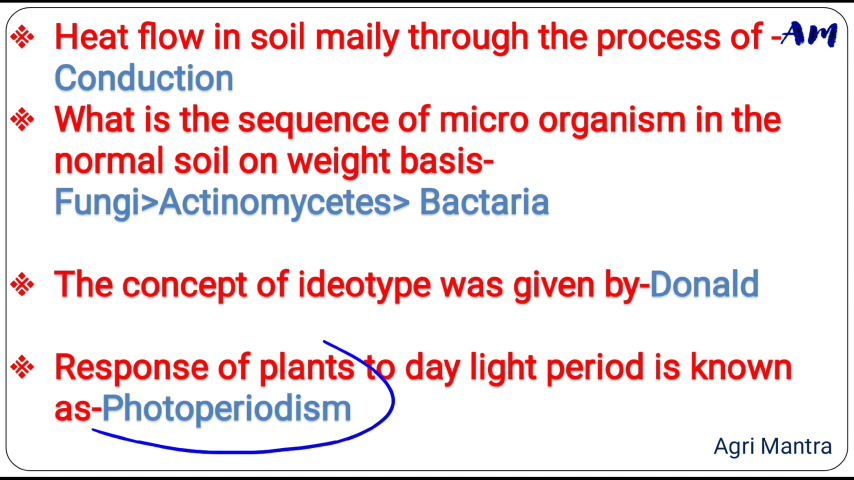 Heat flow in soil maily through the process of -
AM
Conduction
What is the sequence of micro organism in the
normal soil on weight basis-
Fungi>Actinomycetes> Bactaria
The concept of ideotype was given by-Donald
Response of plants to day light period is known
as-Photoperiodism
Agri Mantra